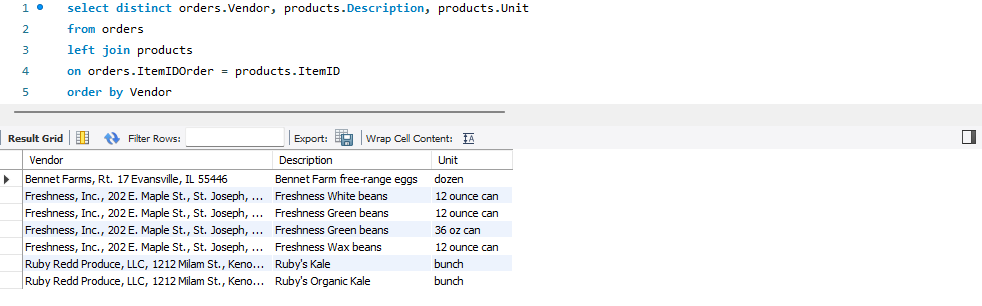 1 select distinct orders.Vendor, products.Description, products.Unit
2 from orders
3 left join products
4 on orders.ItemIDOrder = products.ItemID
5 order by Vendor
Result Grid Filter Rows: Export: Wrap Cell Content: IA
Vendor Description Unit
Bennet Farms, Rt. 17 Evansville, IL 55446 Bennet Farm free-range eggs dozen
Freshness, Inc., 202 E. Maple St., St. Joseph, ... Freshness White beans 12 ounce can
Freshness, Inc., 202 E. Maple St., St. Joseph, ... Freshness Green beans 12 ounce can
Freshness, Inc., 202 E. Maple St., St. Joseph, ... Freshness Green beans 36 oz can
Freshness, Inc., 202 E. Maple St., St. Joseph, ... Freshness Wax beans 12 ounce can
Ruby Redd Produce, LLC, 1212 Milam St., Keno... Ruby's Kale bunch
Ruby Redd Produce, LLC, 1212 Milam St., Keno... Ruby's Organic Kale bunch